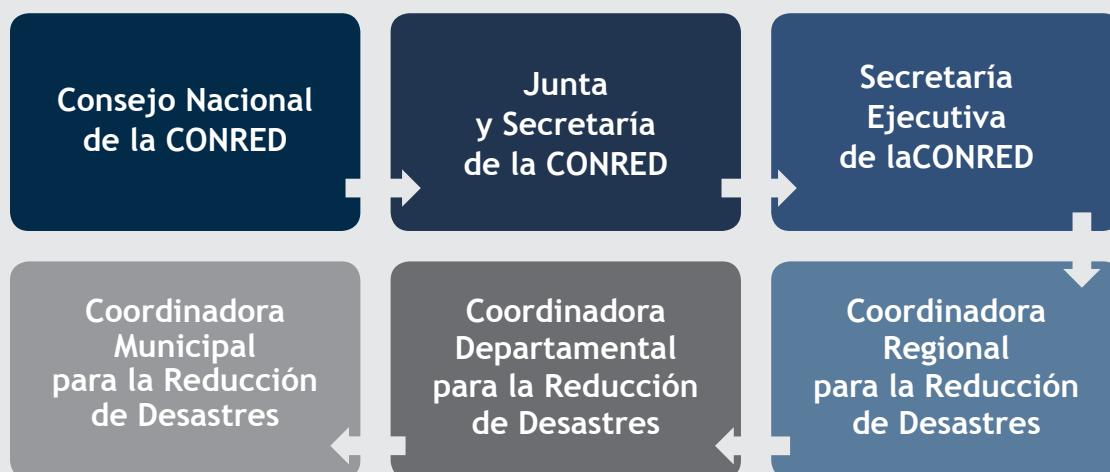 Consejo Nacional
de la CONRED
Junta
y Secretaría
de la CONRED
Secretaría
Ejecutiva
de laCONRED
Coordinadora
Municipal
para la Reducción
de Desastres
Coordinadora
Departamental
para la Reducción
de Desastres
Coordinadora
Regional
para la Reducción
de Desastres